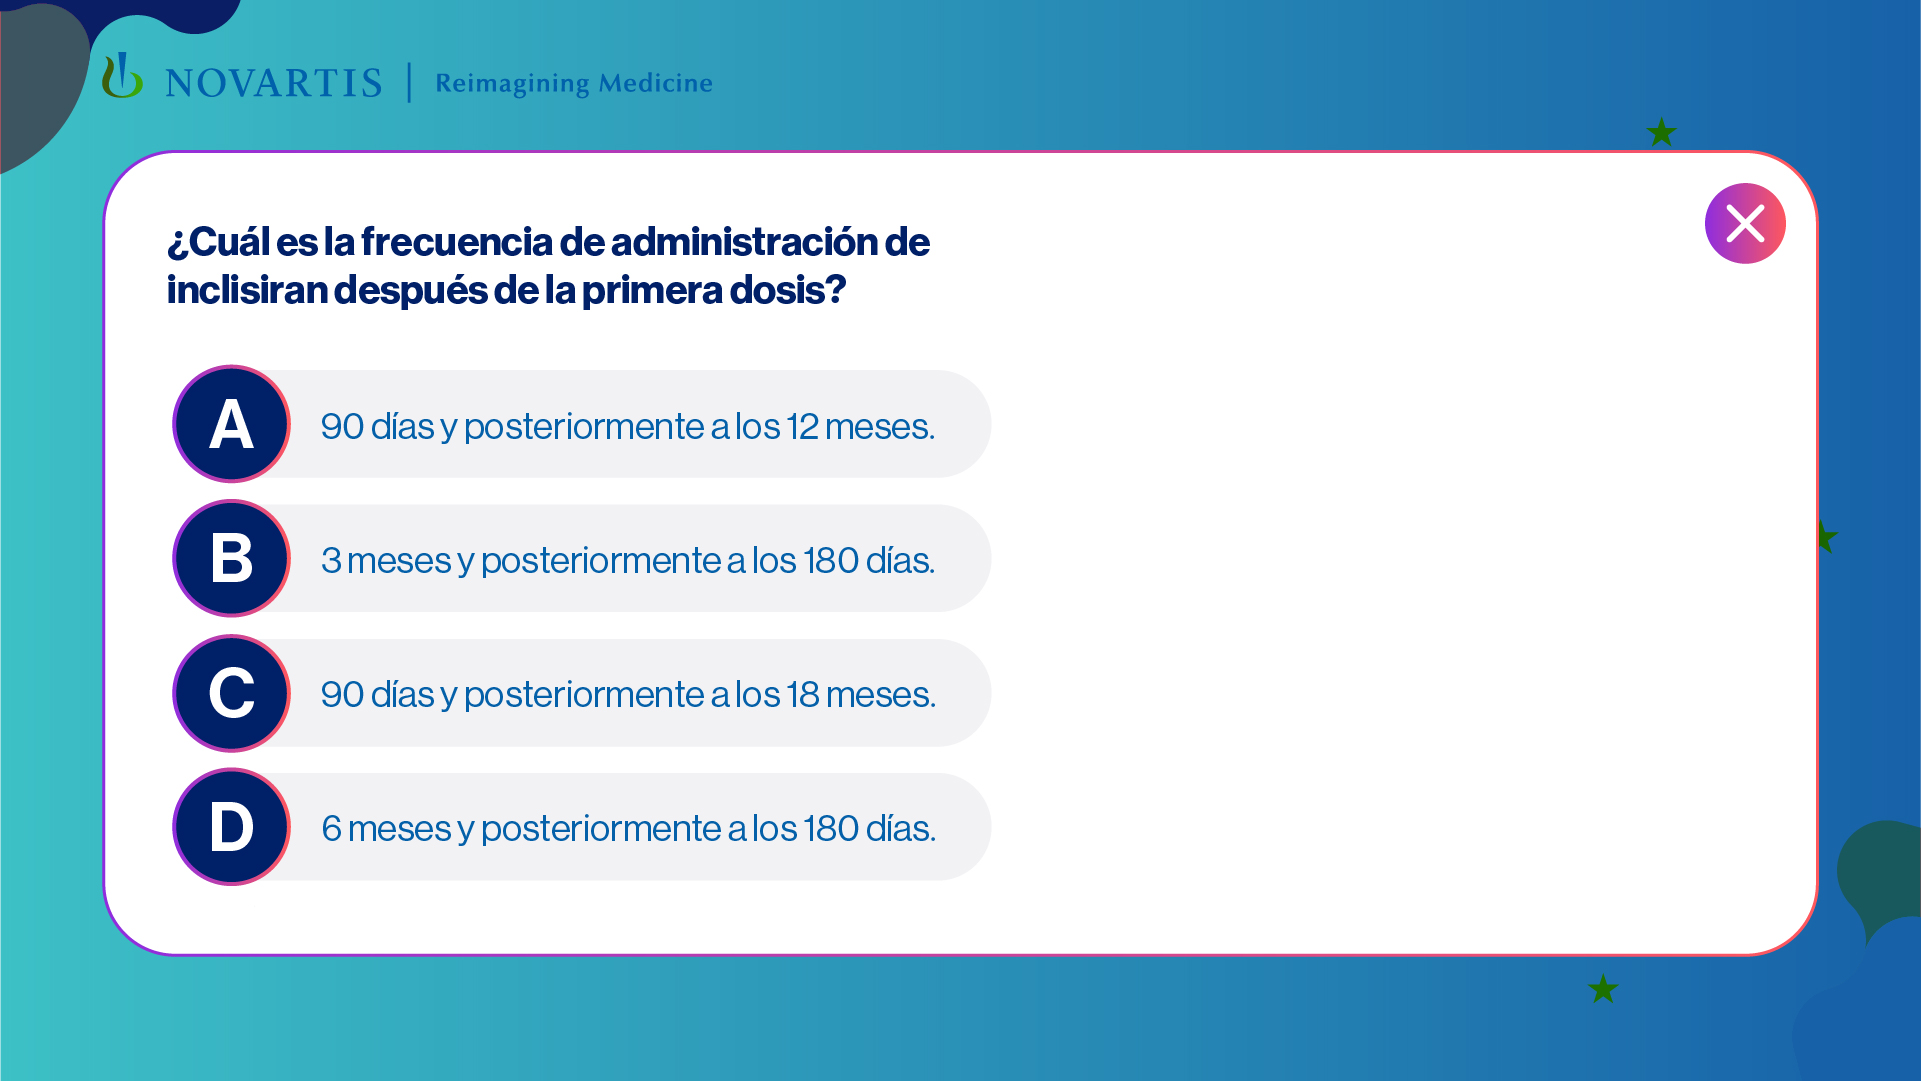 NOVARTIS | Reimagining Medicine
¿Cuál es la frecuencia de administración de
inclisiran después de la primera dosis?
A 90 días y posteriormente a los 12 meses.
B 3 meses y posteriormente a los 180 días.
C 90 días y posteriormente a los 18 meses.
D 6 meses y posteriormente a los 180 días.